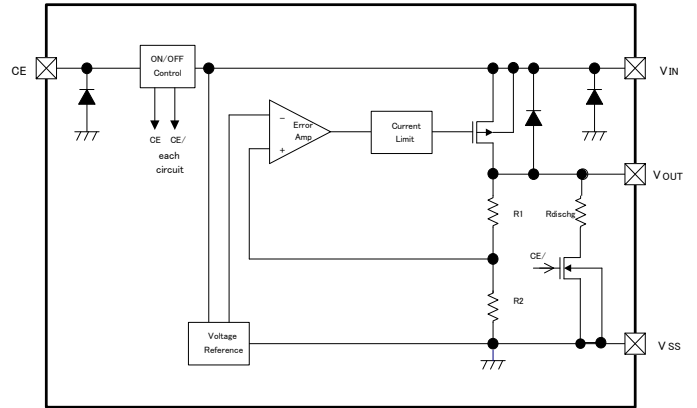 CE
ON/OFF
Control
VIN
CE CE/
each
circuit
−
Error
Amp
+
Current
Limit
VOUT
R1
Rdischg
CE/
R2
Voltage
Reference
VSS